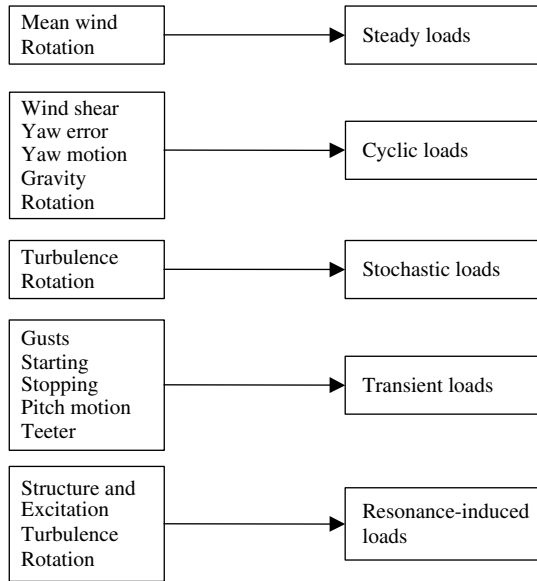 Mean wind
Rotation
Steady loads
Wind shear
Yaw error
Yaw motion
Gravity
Rotation
Cyclic loads
Turbulence
Rotation
Stochastic loads
Gusts
Starting
Stopping
Pitch motion
Teeter
Transient loads
Structure and
Excitation
Turbulence
Rotation
Resonance-induced
loads